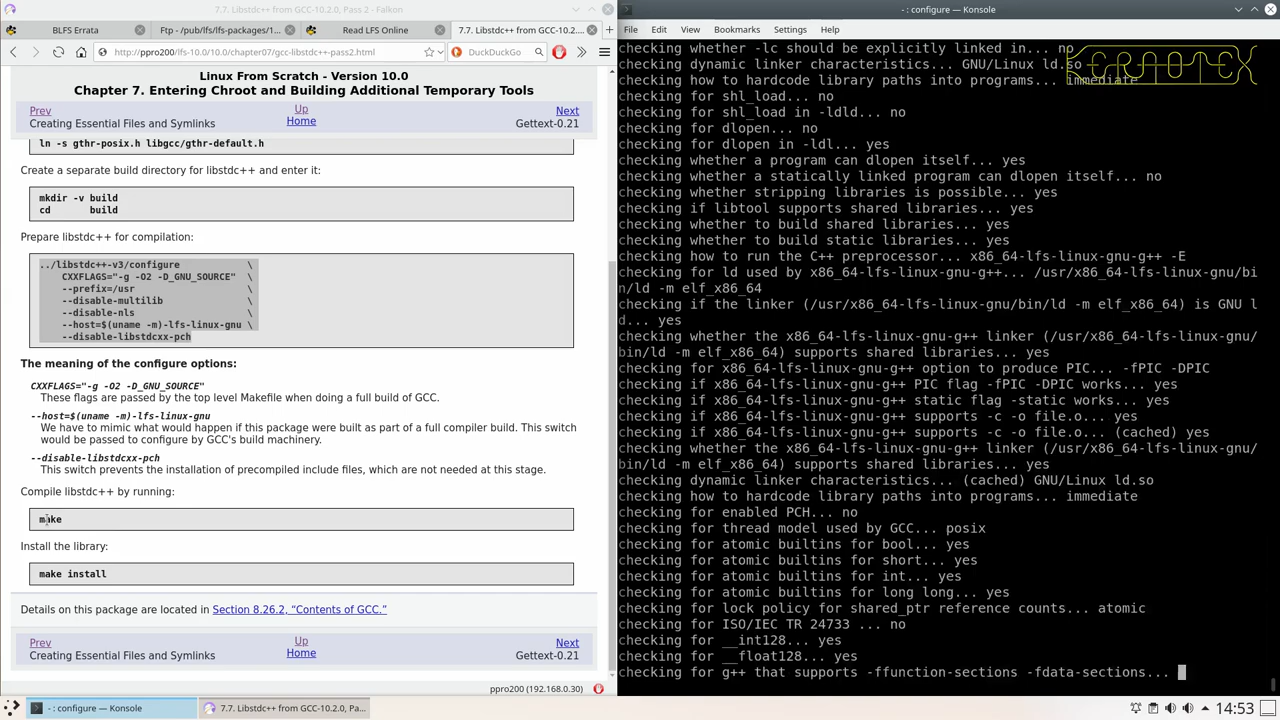 7.7. Libstdc++ from GCC-10.2.0, Pass 2 - Falkon
BLFS Errata
Ftp - /pub/lfs/lfs-packages/1...
Read LFS Online
7.7. Libstdc++ from GCC-10.2....
http://ppro200/lfs-10.0/10.0/chapter07/gcc-libstdc++-pass2.html
DuckDuckGo
Linux From Scratch - Version 10.0
Chapter 7. Entering Chroot and Building Additional Temporary Tools
Prev
Up
Next
Creating Essential Files and Symlinks
Home
Gettext-0.21
ln -s gthr-posix.h libgcc/gthr-default.h
Create a separate build directory for libstdc++ and enter it:
mkdir -v build
cd       build
Prepare libstdc++ for compilation:
../libstdc++-v3/configure            \
CXXFLAGS="-g -O2 -D_GNU_SOURCE"  \
--prefix=/usr                    \
--disable-multilib               \
--disable-nls                    \
--host=$(uname -m)-lfs-linux-gnu \
--disable-libstdcxx-pch
The meaning of the configure options:
CXXFLAGS="-g -O2 -D_GNU_SOURCE"
These flags are passed by the top level Makefile when doing a full build of GCC.
--host=$(uname -m)-lfs-linux-gnu
We have to mimic what would happen if this package were built as part of a full compiler build. This switch
would be passed to configure by GCC's build machinery.
--disable-libstdcxx-pch
This switch prevents the installation of precompiled include files, which are not needed at this stage.
Compile libstdc++ by running:
make
Install the library:
make install
Details on this package are located in Section 8.26.2, “Contents of GCC.”
Prev
Up
Next
Creating Essential Files and Symlinks
Home
Gettext-0.21
ppro200 (192.168.0.30)
- : configure — Konsole
File Edit View Bookmarks Settings Help
checking whether -lc should be explicitly linked in... no
checking dynamic linker characteristics... GNU/Linux ld.so
checking how to hardcode library paths into programs... immediate
checking for shl_load... no
checking for shl_load in -ldld... no
checking for dlopen... no
checking for dlopen in -ldl... yes
checking whether a program can dlopen itself... yes
checking whether a statically linked program can dlopen itself... no
checking whether stripping libraries is possible... yes
checking if libtool supports shared libraries... yes
checking whether to build shared libraries... yes
checking whether to build static libraries... yes
checking how to run the C++ preprocessor... x86_64-lfs-linux-gnu-g++ -E
checking for ld used by x86_64-lfs-linux-gnu-g++... /usr/x86_64-lfs-linux-gnu/bi
n/ld -m elf_x86_64
checking if the linker (/usr/x86_64-lfs-linux-gnu/bin/ld -m elf_x86_64) is GNU l
d... yes
checking whether the x86_64-lfs-linux-gnu-g++ linker (/usr/x86_64-lfs-linux-gnu/
bin/ld -m elf_x86_64) supports shared libraries... yes
checking for x86_64-lfs-linux-gnu-g++ option to produce PIC... -fPIC -DPIC
checking if x86_64-lfs-linux-gnu-g++ PIC flag -fPIC -DPIC works... yes
checking if x86_64-lfs-linux-gnu-g++ static flag -static works... yes
checking if x86_64-lfs-linux-gnu-g++ supports -c -o file.o... yes
checking if x86_64-lfs-linux-gnu-g++ supports -c -o file.o... (cached) yes
checking whether the x86_64-lfs-linux-gnu-g++ linker (/usr/x86_64-lfs-linux-gnu/
bin/ld -m elf_x86_64) supports shared libraries... yes
checking dynamic linker characteristics... (cached) GNU/Linux ld.so
checking how to hardcode library paths into programs... immediate
checking for enabled PCH... no
checking for thread model used by GCC... posix
checking for atomic builtins for bool... yes
checking for atomic builtins for short... yes
checking for atomic builtins for int... yes
checking for atomic builtins for long long... yes
checking for lock policy for shared_ptr reference counts... atomic
checking for ISO/IEC TR 24733 ... no
checking for __int128... yes
checking for __float128... yes
checking for g++ that supports -ffunction-sections -fdata-sections...
- : configure — Konsole
7.7. Libstdc++ from GCC-10.2.0, Pa...
14:53